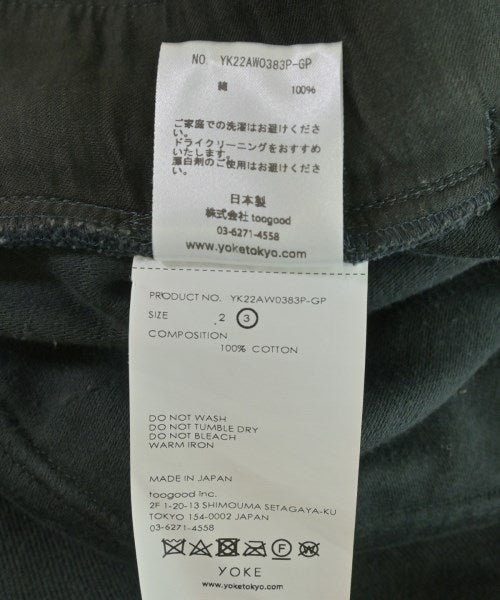 NO. YK22AW0383P-GP
綿 100%
ご家庭での洗濯はお避けくださ
い。
ドライクリーニングをおすすめ
いたします。
漂白剤のご使用はお避けくださ
い。
日本製
株式会社 toogood
03-6271-4558
www.yoketokyo.com
PRODUCT NO. YK22AW0383P-GP
SIZE 2 3
COMPOSITION
100% COTTON
DO NOT WASH
DO NOT TUMBLE DRY
DO NOT BLEACH
WARM IRON
MADE IN JAPAN
toogood inc.
2F 1-20-13 SHIMOUMA SETAGAYA-KU
TOKYO 154-0002 JAPAN
03-6271-4558
YOKE
www.yoketokyo.com